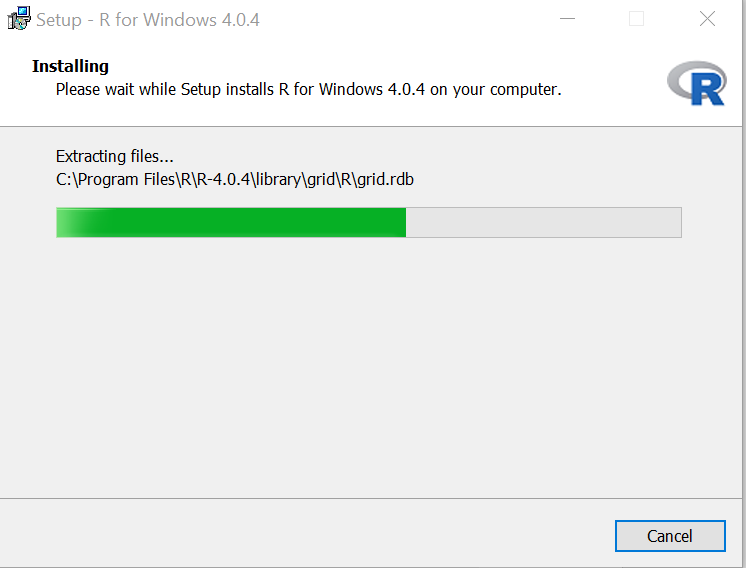 Setup - R for Windows 4.0.4
Installing
Please wait while Setup installs R for Windows 4.0.4 on your computer.
R
Extracting files...
C:\Program Files\R\R-4.0.4\library\grid\R\grid.rdb
Cancel